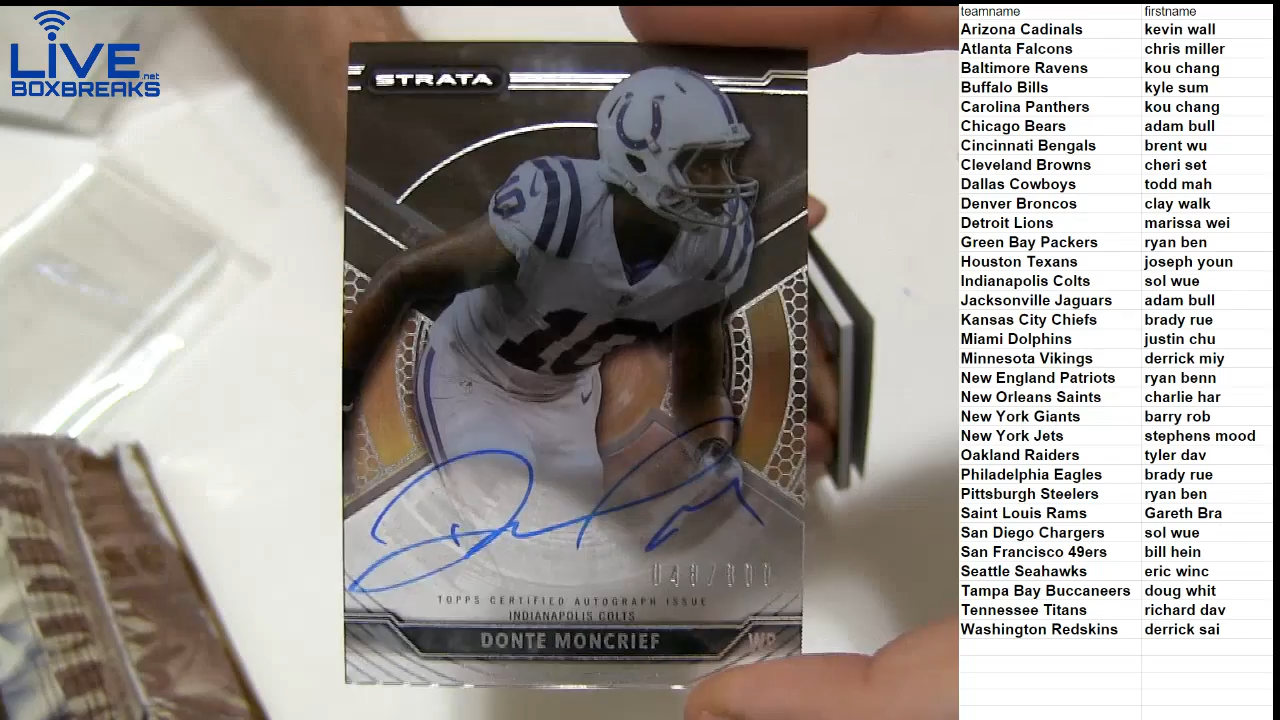 LIVE
BOXBREAKS.net
STRATA
10
10
TOPPS CERTIFIED AUTOGRAPH ISSUE
INDIANAPOLIS COLTS
DONTE MONCRIEF WR
teamname firstname
Arizona Cadinals kevin wall
Atlanta Falcons chris miller
Baltimore Ravens kou chang
Buffalo Bills kyle sum
Carolina Panthers kou chang
Chicago Bears adam bull
Cincinnati Bengals brent wu
Cleveland Browns cheri set
Dallas Cowboys todd mah
Denver Broncos clay walk
Detroit Lions marissa wei
Green Bay Packers ryan ben
Houston Texans joseph youn
Indianapolis Colts sol wue
Jacksonville Jaguars adam bull
Kansas City Chiefs brady rue
Miami Dolphins justin chu
Minnesota Vikings derrick miy
New England Patriots ryan benn
New Orleans Saints charlie har
New York Giants barry rob
New York Jets stephens mood
Oakland Raiders tyler dav
Philadelphia Eagles brady rue
Pittsburgh Steelers ryan ben
Saint Louis Rams Gareth Bra
San Diego Chargers sol wue
San Francisco 49ers bill hein
Seattle Seahawks eric winc
Tampa Bay Buccaneers doug whit
Tennessee Titans richard dav
Washington Redskins derrick sai